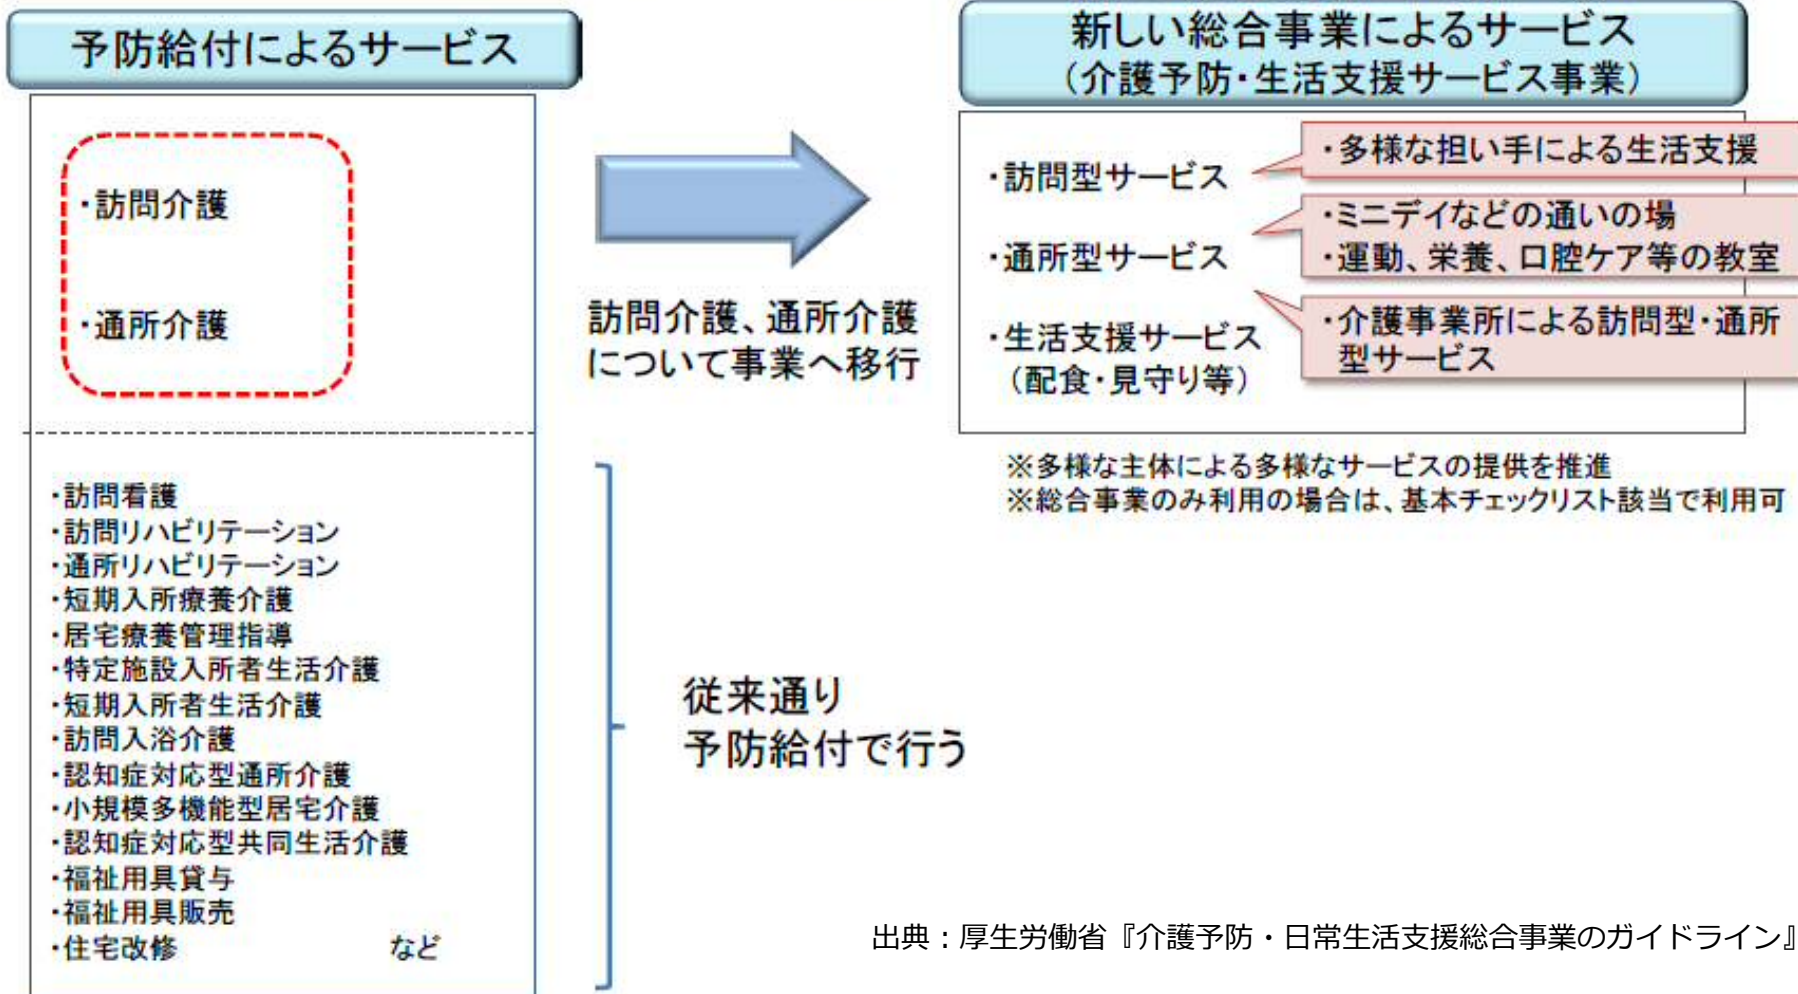 予防給付によるサービス
・訪問介護
・通所介護
・訪問看護
・訪問リハビリテーション
・通所リハビリテーション
・短期入所療養介護
・居宅療養管理指導
・特定施設入所者生活介護
・短期入所者生活介護
・訪問入浴介護
・認知症対応型通所介護
・小規模多機能型居宅介護
・認知症対応型共同生活介護
・福祉用具貸与
・福祉用具販売
・住宅改修 など
訪問介護、通所介護
について事業へ移行
従来通り
予防給付で行う
新しい総合事業によるサービス
（介護予防・生活支援サービス事業）
・訪問型サービス
・多様な担い手による生活支援
・通所型サービス
・ミニデイなどの通いの場
・運動、栄養、口腔ケア等の教室
・生活支援サービス
（配食・見守り等）
・介護事業所による訪問型・通所
型サービス
※多様な主体による多様なサービスの提供を推進
※総合事業のみ利用の場合は、基本チェックリスト該当で利用可
出典：厚生労働省『介護予防・日常生活支援総合事業のガイドライン』